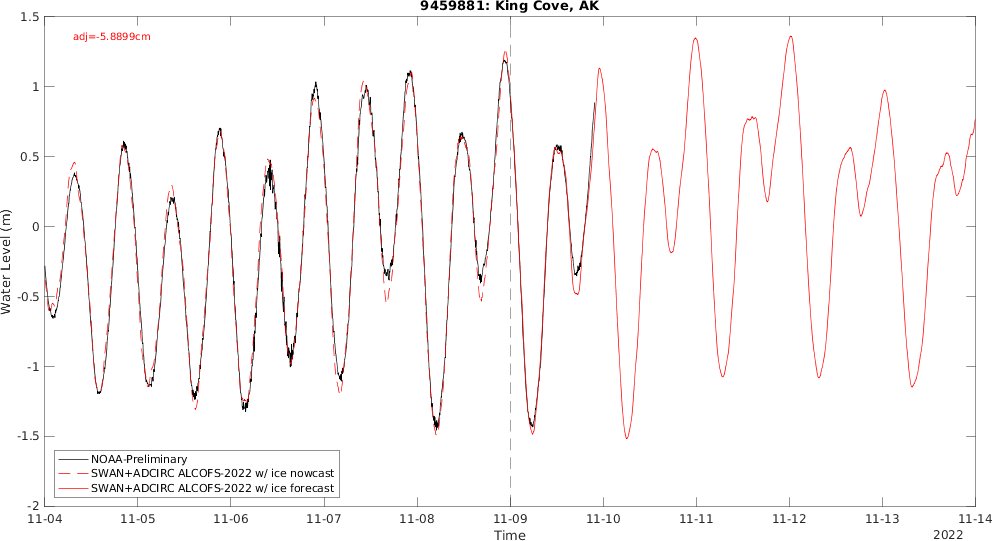 9459881: King Cove, AK
adj=-5.8899cm
1.5
1
0.5
0
-0.5
-1
-1.5
-2
Water Level (m)
NOAA-Preliminary
SWAN+ADCIRC ALCOFS-2022 w/ ice nowcast
SWAN+ADCIRC ALCOFS-2022 w/ ice forecast
11-04 11-05 11-06 11-07 11-08 11-09 11-10 11-11 11-12 11-13 11-14
Time
2022